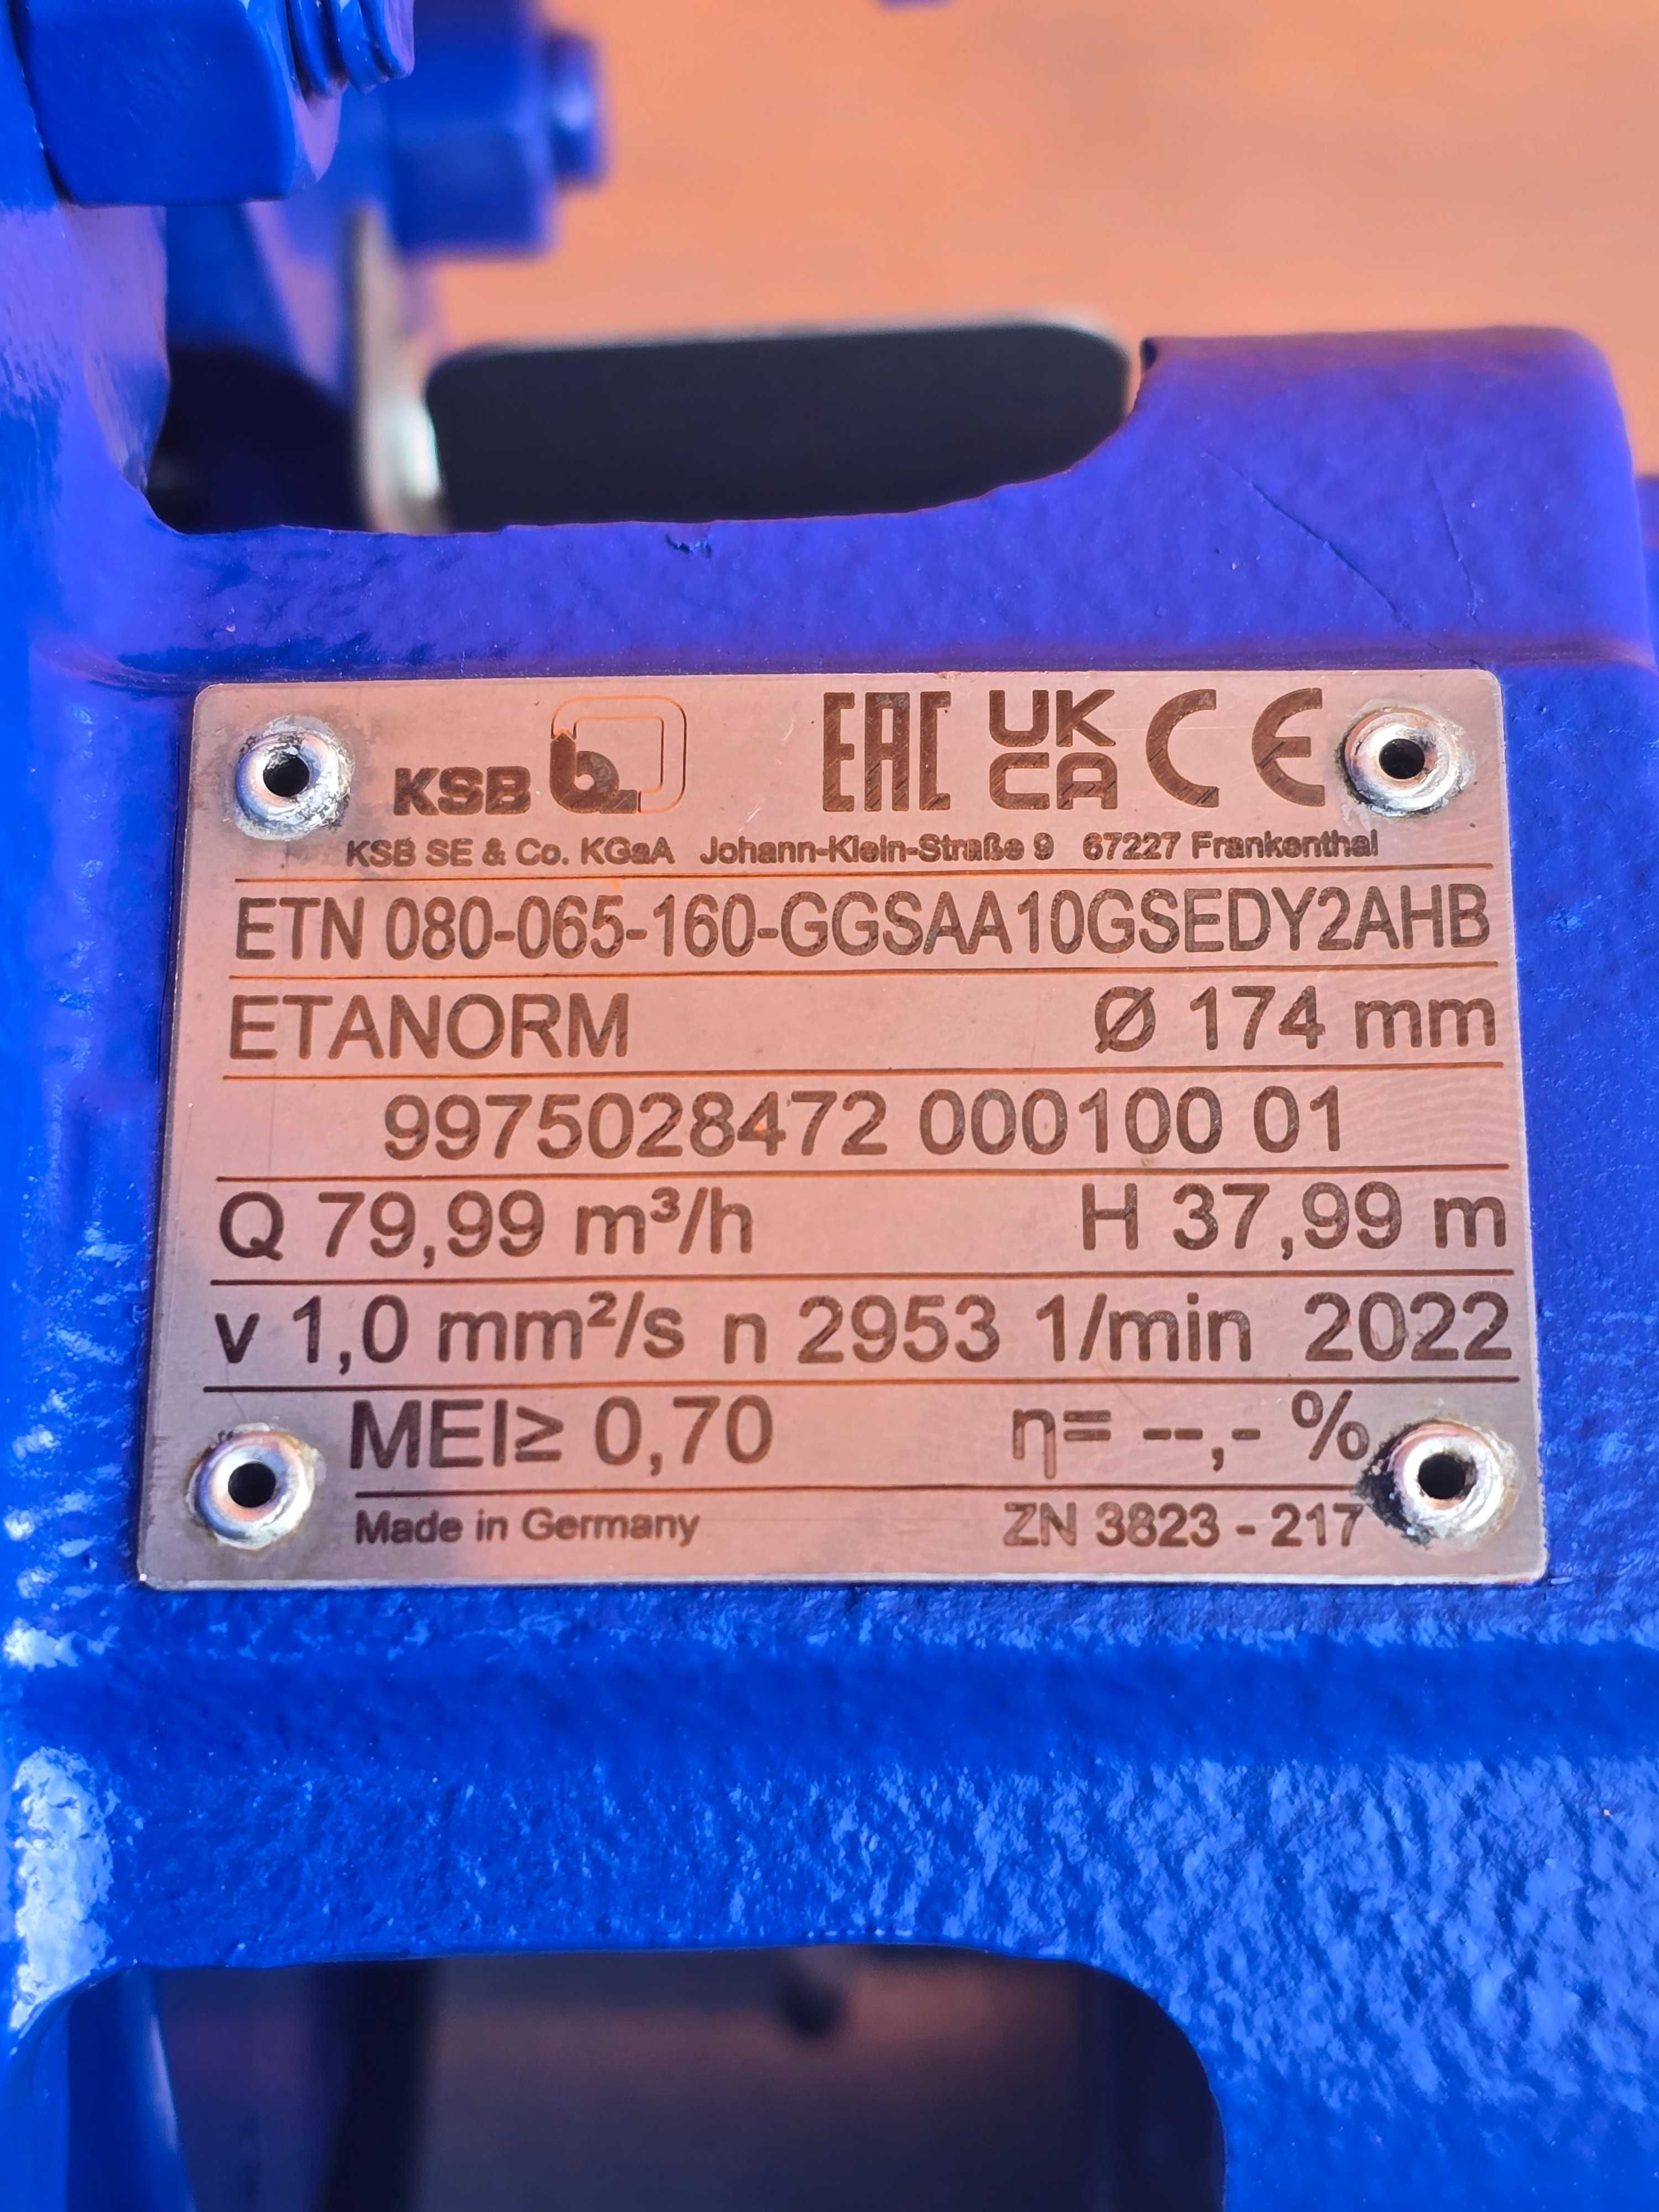 KSB b EAC UK CA CE
KSB SE & Co. KGaA Johann-Klein-Straße 9 67227 Frankenthal
ETN 080-065-160-GGSAA10GSEDY2AHB
ETANORM Ø 174 mm
9975028472 000100 01
Q 79,99 m³/h H 37,99 m
v 1,0 mm²/s n 2953 1/min 2022
MEI≥ 0,70 η= --,- %
Made in Germany ZN 3823 - 217